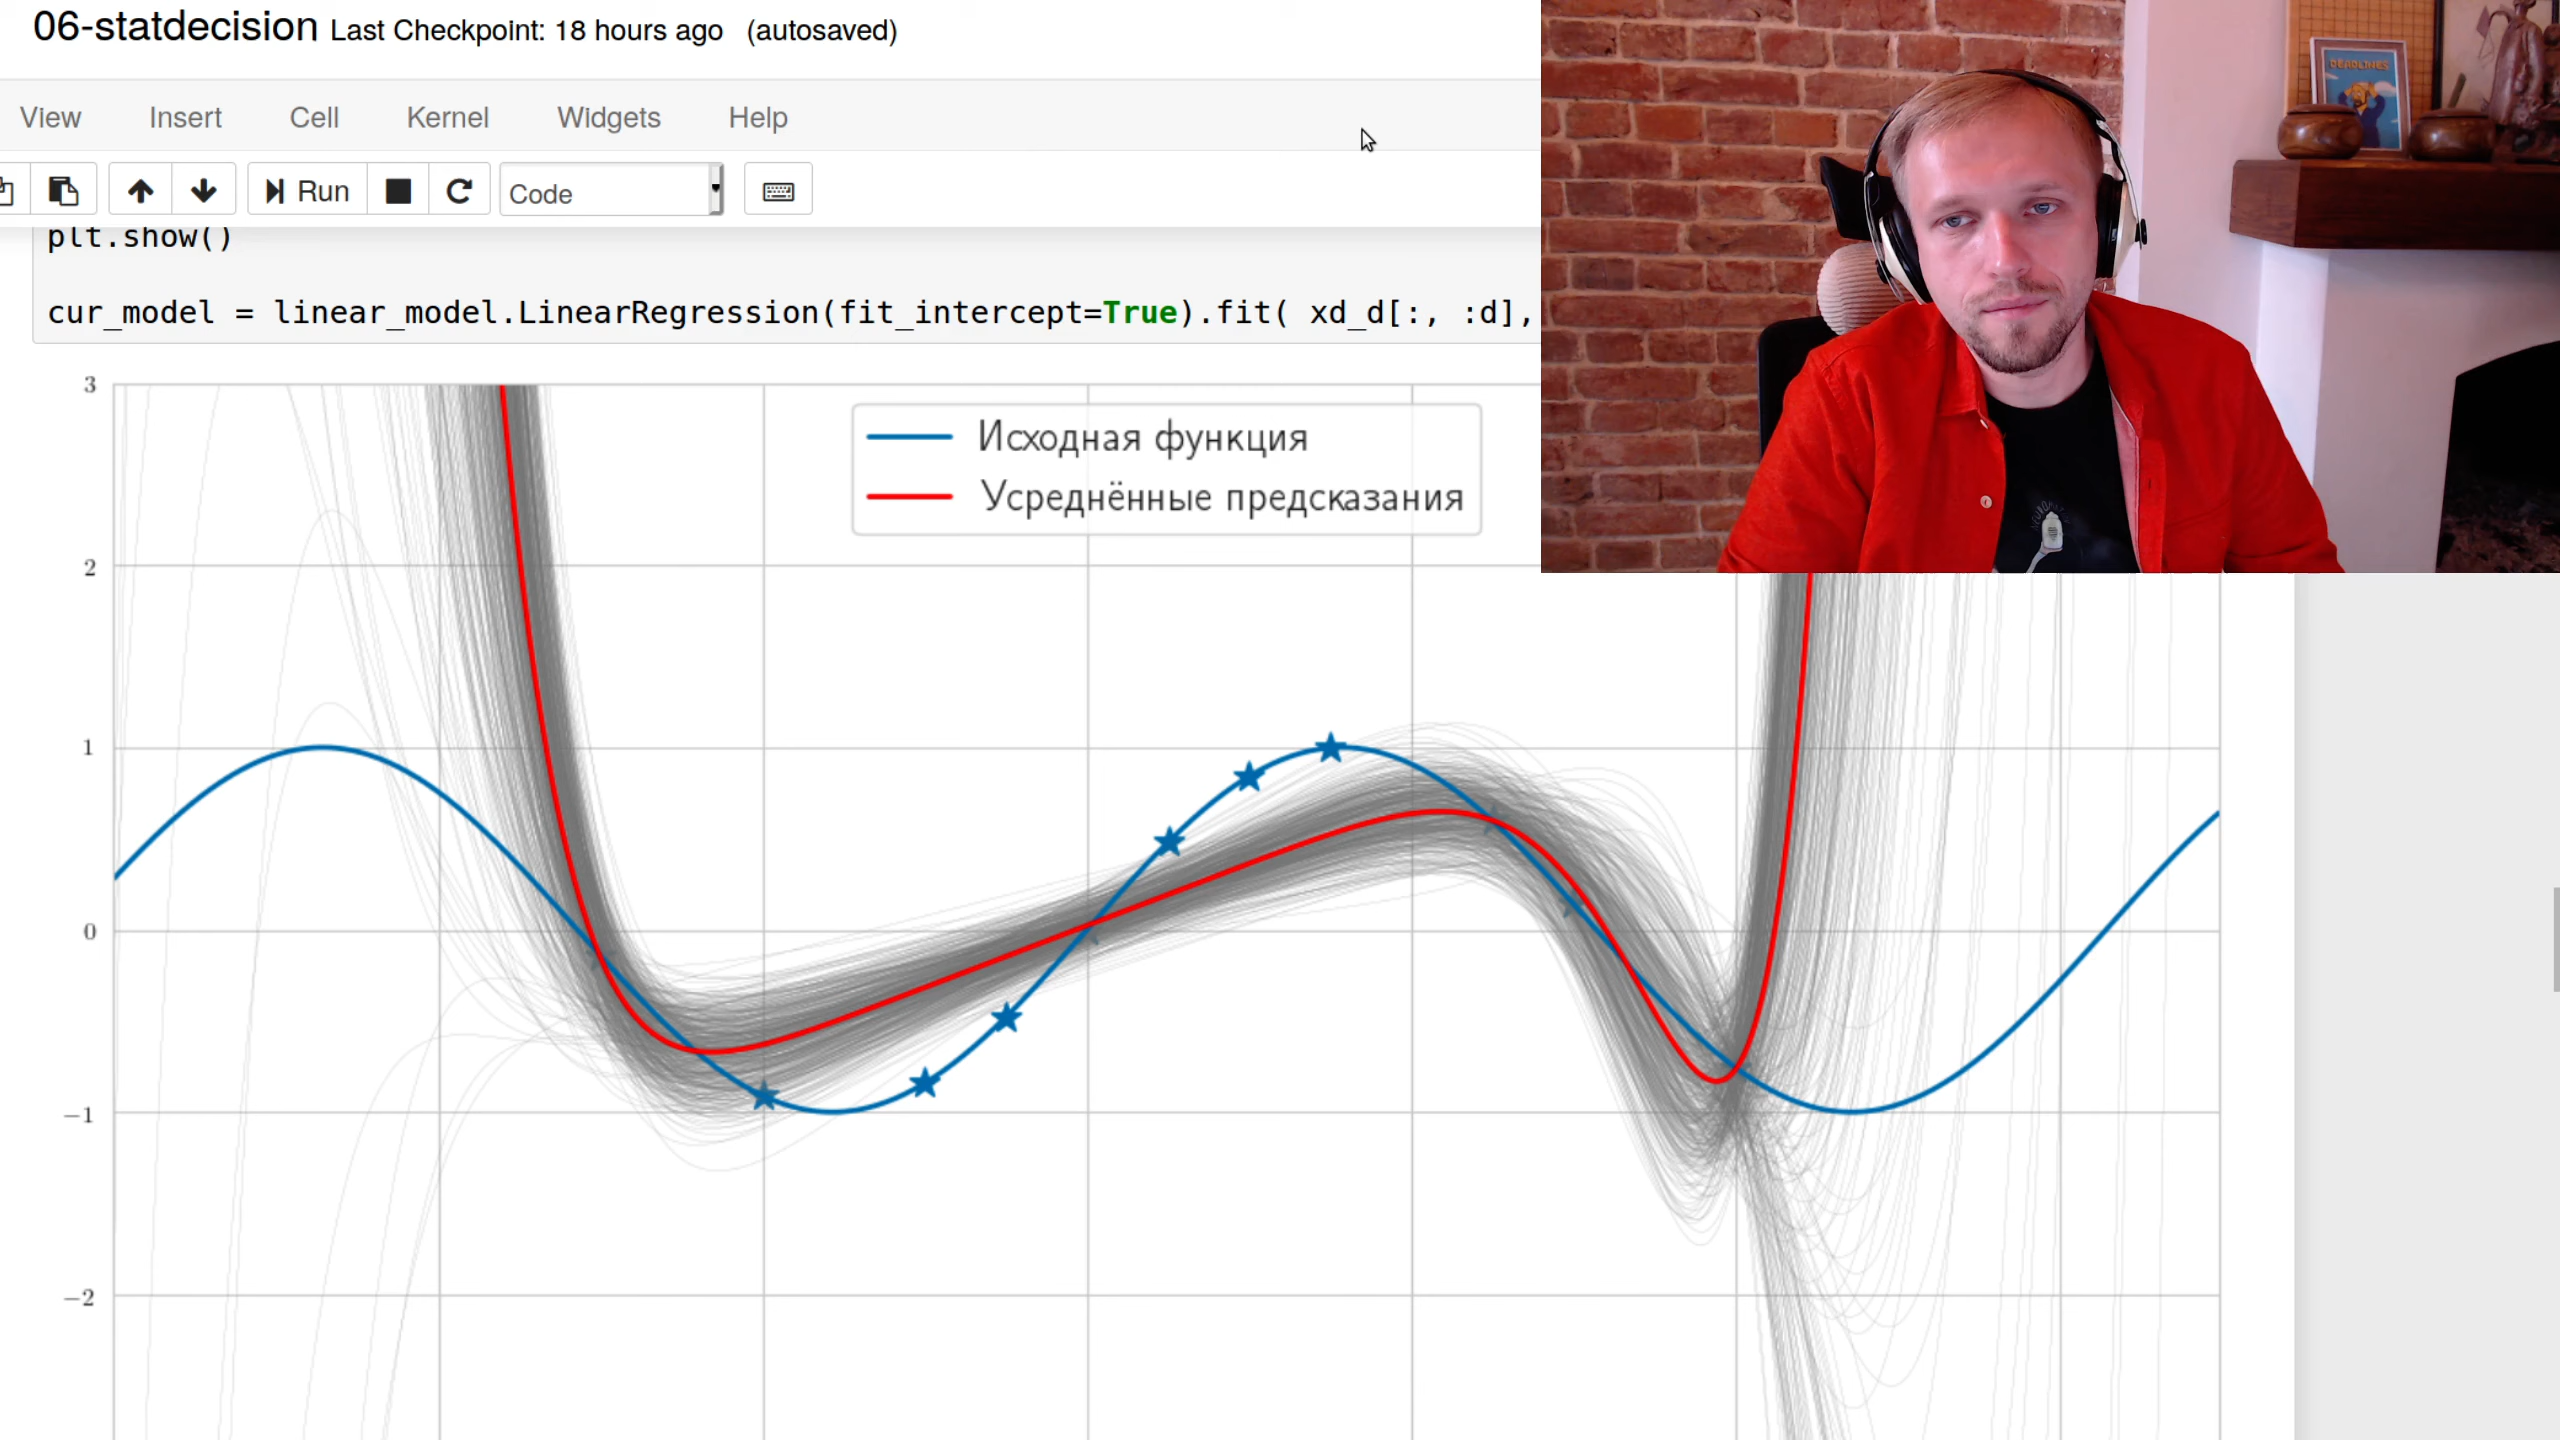 06-statdecision Last Checkpoint: 18 hours ago (autosaved)
View Insert Cell Kernel Widgets Help
Run Code
plt.show()
cur_model = linear_model.LinearRegression(fit_intercept=True).fit( xd_d[:, :d],
3
Исходная функция
Усреднённые предсказания
2
1
0
−1
−2
DEADLINES